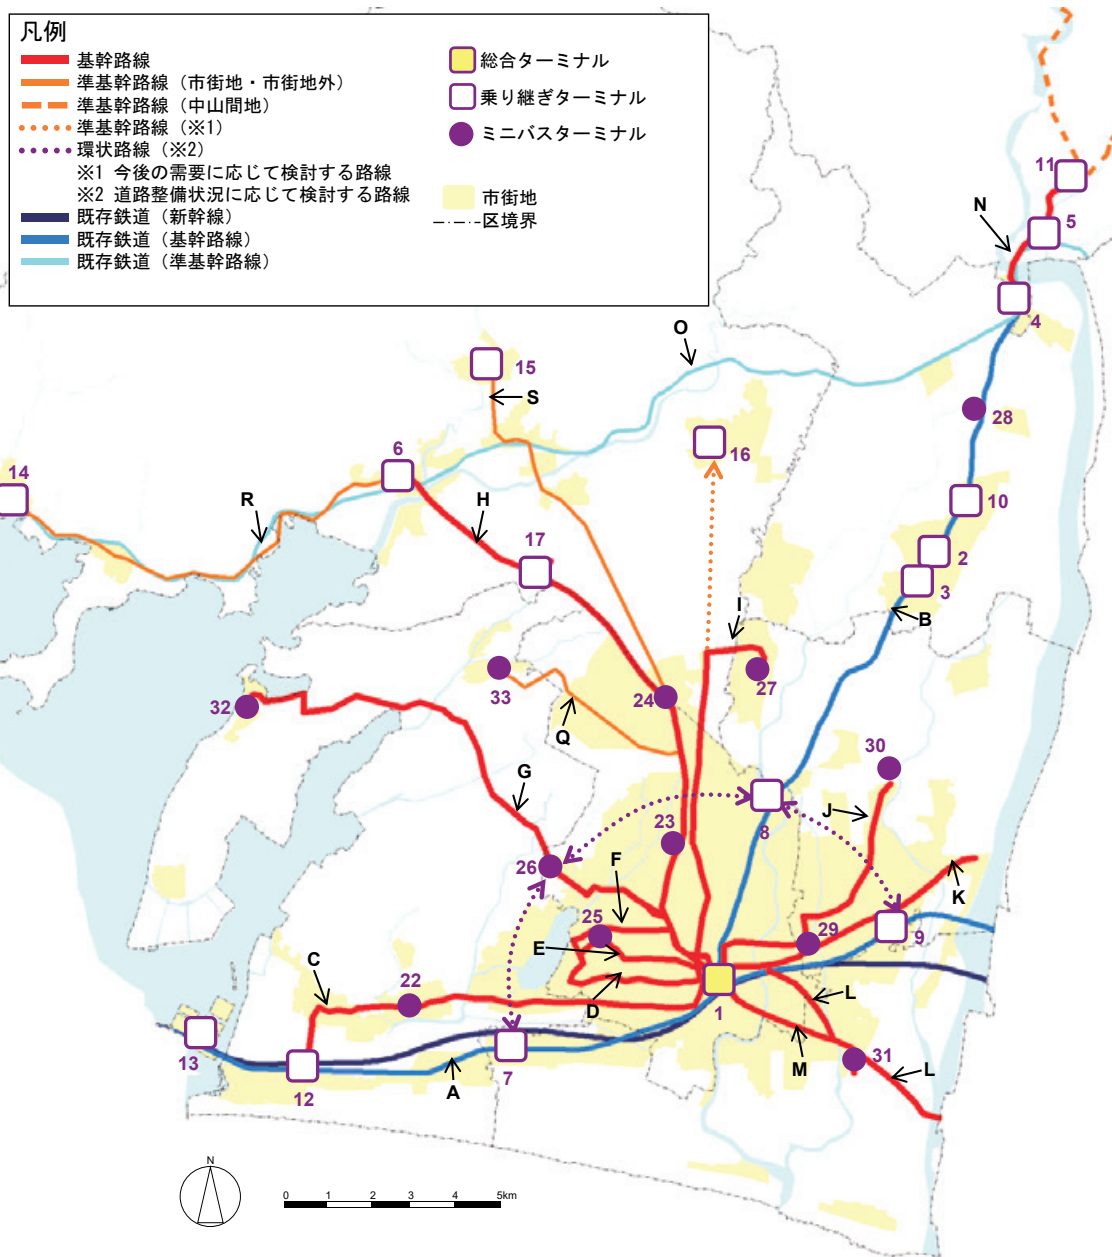 凡例
基幹路線
準基幹路線（市街地・市街地外）
準基幹路線（中山間地）
準基幹路線（※1）
環状路線（※2）
※1 今後の需要に応じて検討する路線
※2 道路整備状況に応じて検討する路線
既存鉄道（新幹線）
既存鉄道（基幹路線）
既存鉄道（準基幹路線）
総合ターミナル
乗り継ぎターミナル
ミニバスターミナル
市街地
区境界
11
N
5
4
O
15
S
28
6
16
14
R
H
10
17
2
3
B
I
27
33
32
24
Q
30
G
J
8
23
26
F
K
25
29
9
E
C
22
D
L
1
13
M
31
L
7
12
A
N
0 1 2 3 4 5km